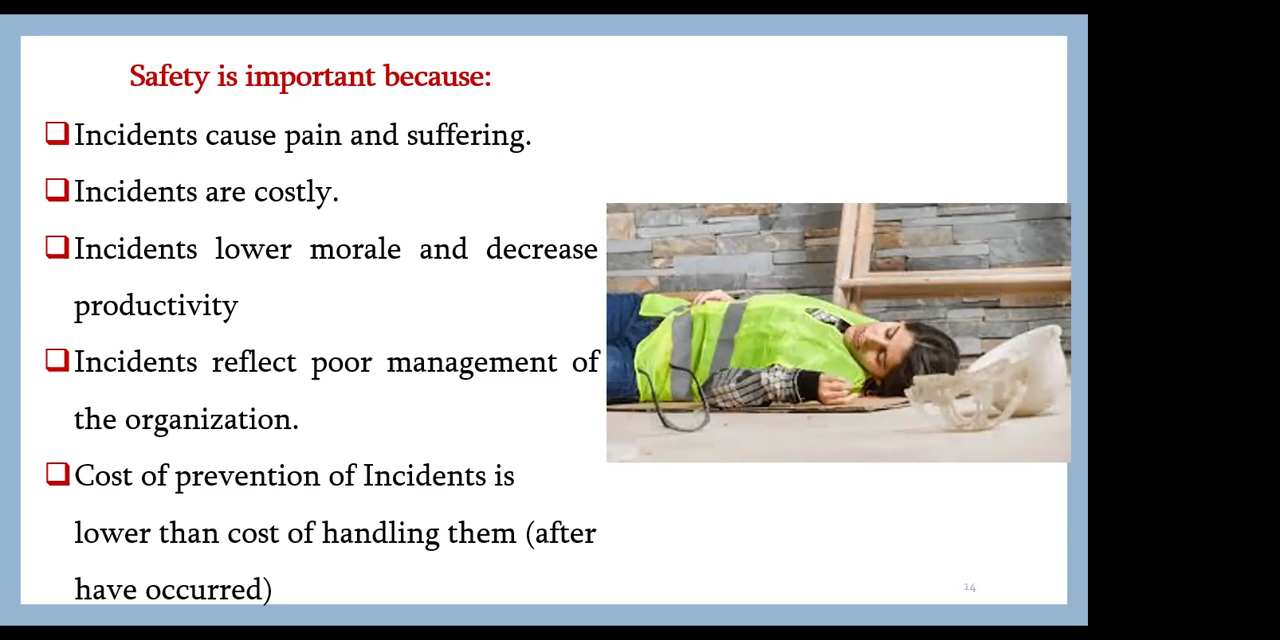 Safety is important because:
❑Incidents cause pain and suffering.
❑Incidents are costly.
❑Incidents lower morale and decrease
productivity
❑Incidents reflect poor management of
the organization.
❑Cost of prevention of Incidents is
lower than cost of handling them (after
have occurred)
14